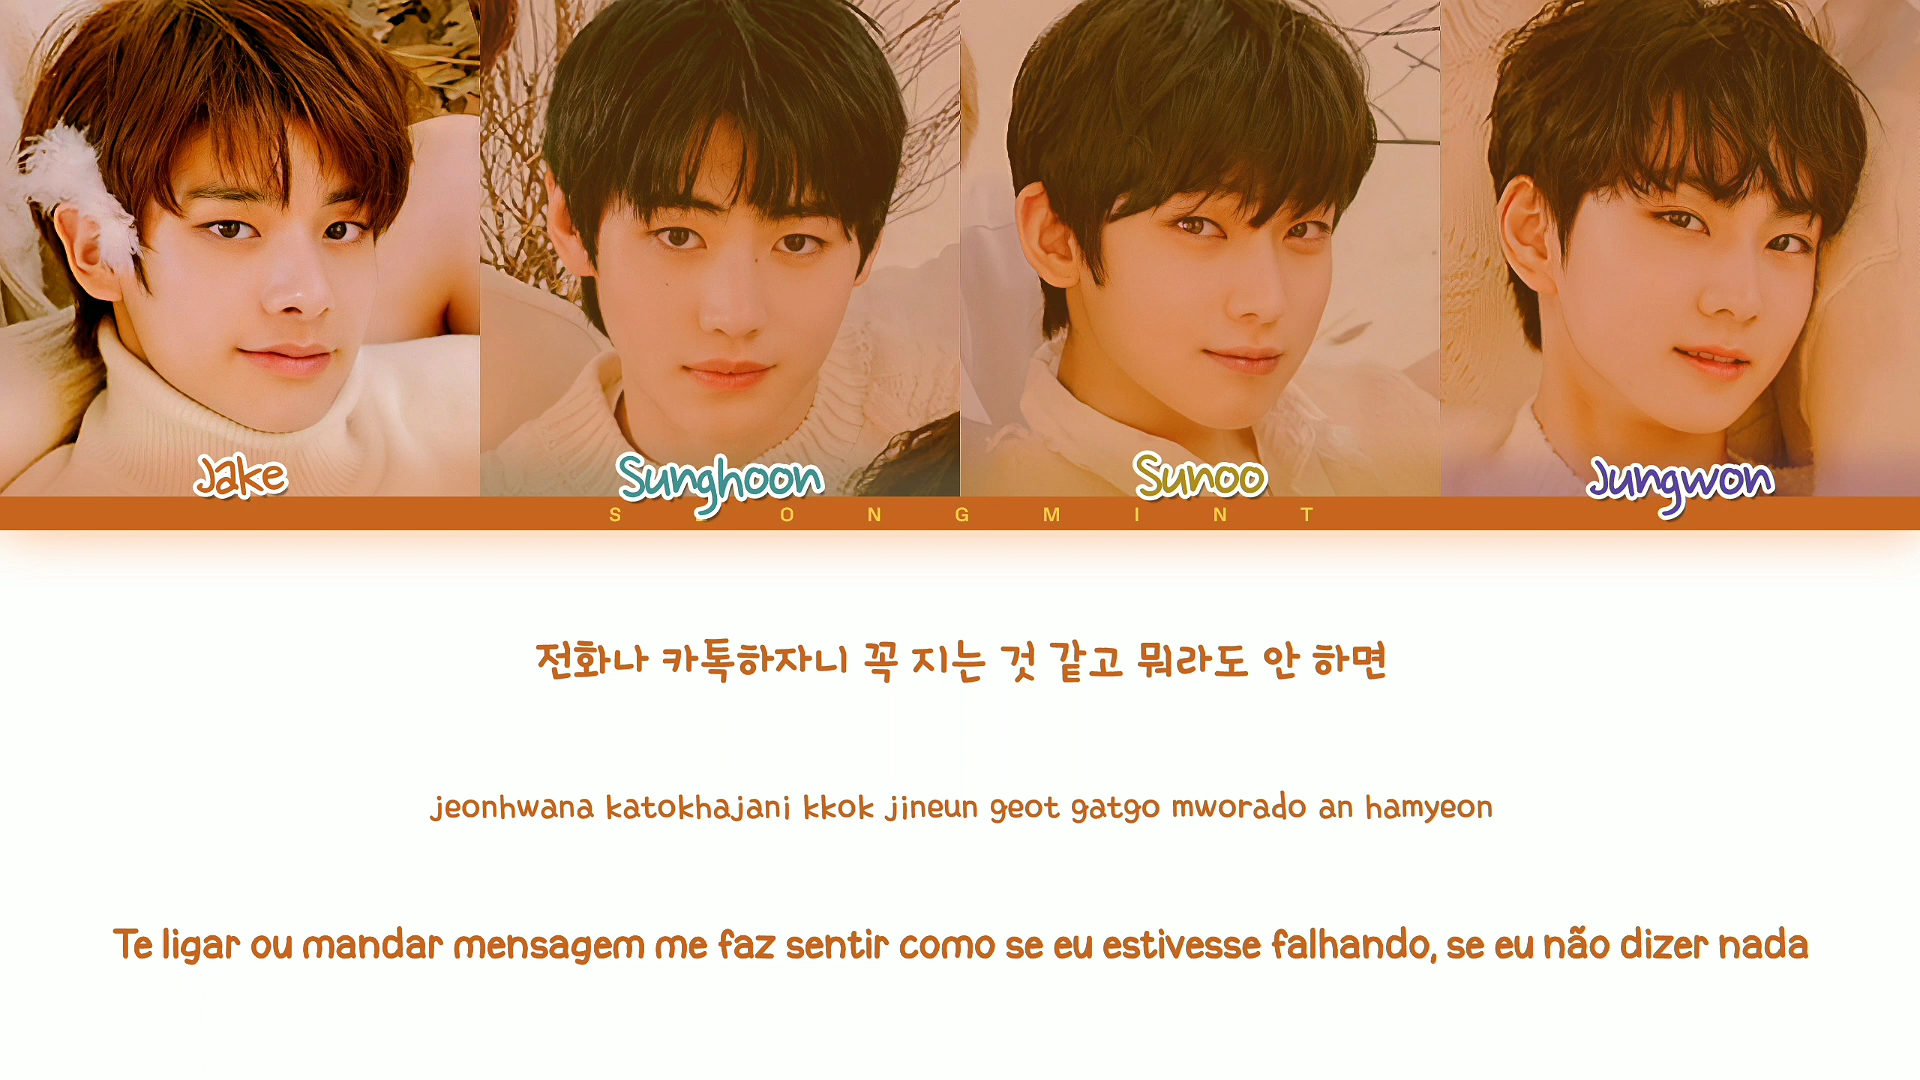 Jake
Sunghoon
Sunoo
Jungwon
SEONGMINT
전화나 카톡하자니 꼭 지는 것 같고 뭐라도 안 하면
jeonhwana katokhajani kkok jineun geot gatgo mworado an hamyeon
Te ligar ou mandar mensagem me faz sentir como se eu estivesse falhando, se eu não dizer nada